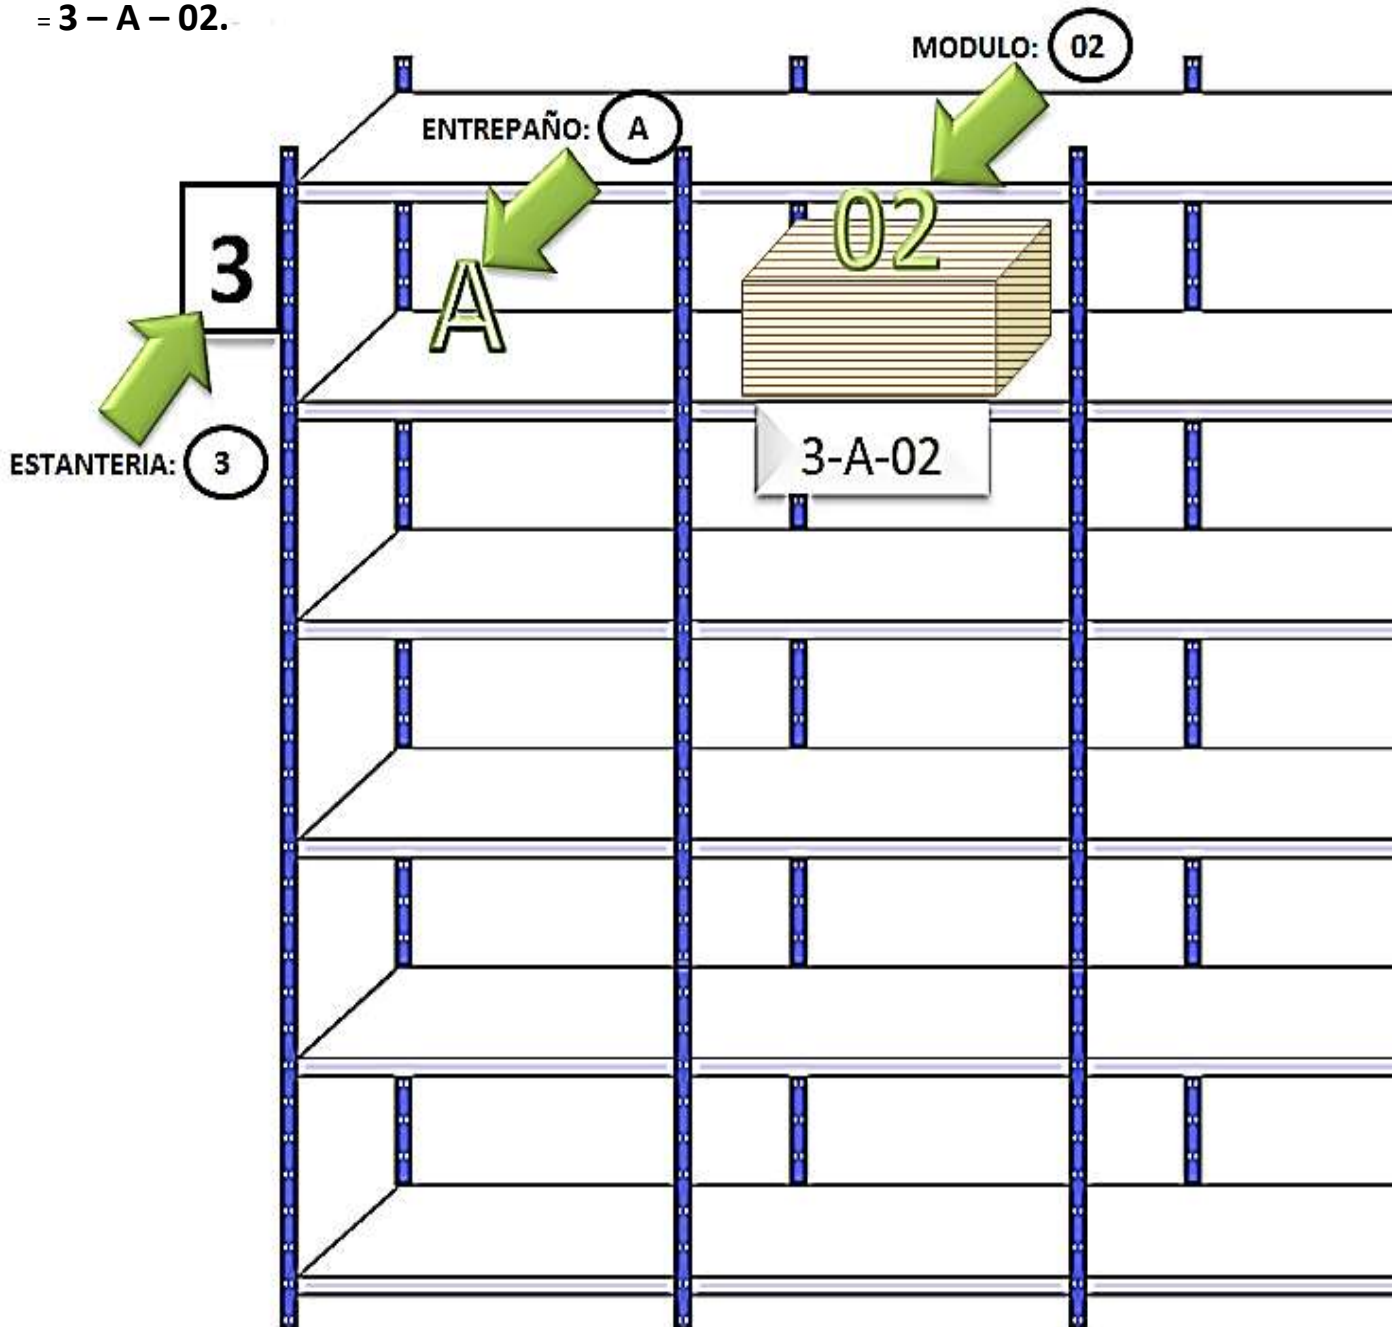 = 3 – A – 02.
MODULO: 02
ENTREPAÑO: A
02
3
A
3-A-02
ESTANTERIA: 3